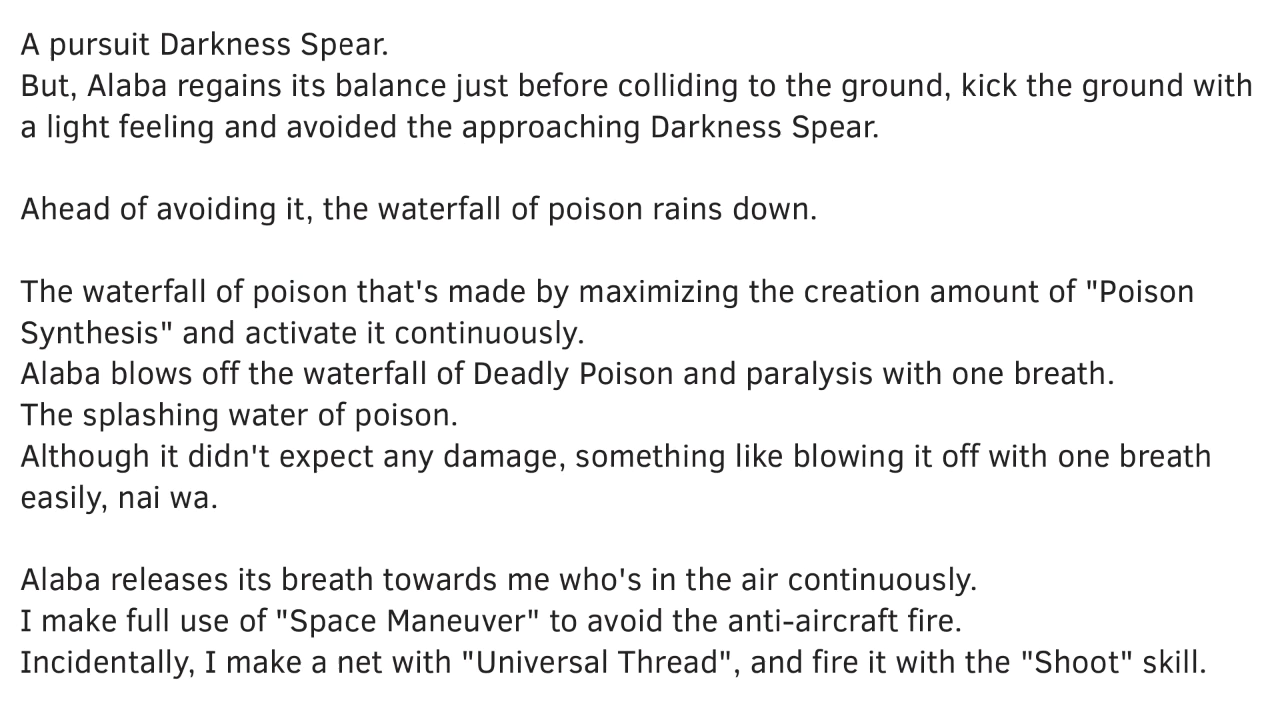 A pursuit Darkness Spear.
But, Alaba regains its balance just before colliding to the ground, kick the ground with
a light feeling and avoided the approaching Darkness Spear.
Ahead of avoiding it, the waterfall of poison rains down.
The waterfall of poison that's made by maximizing the creation amount of "Poison
Synthesis" and activate it continuously.
Alaba blows off the waterfall of Deadly Poison and paralysis with one breath.
The splashing water of poison.
Although it didn't expect any damage, something like blowing it off with one breath
easily, nai wa.
Alaba releases its breath towards me who's in the air continuously.
I make full use of "Space Maneuver" to avoid the anti-aircraft fire.
Incidentally, I make a net with "Universal Thread", and fire it with the "Shoot" skill.